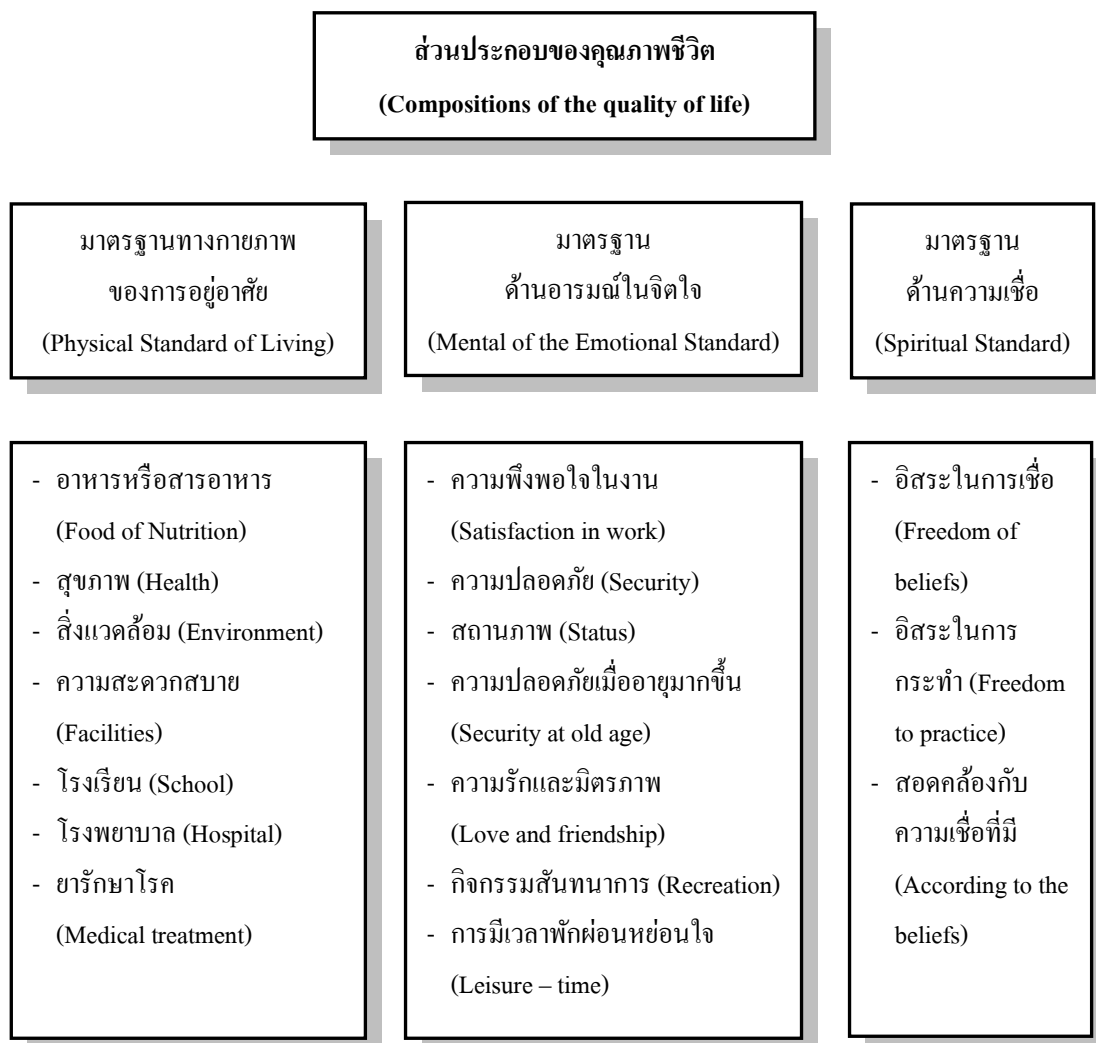 ส่วนประกอบของคุณภาพชีวิต
(Compositions of the quality of life)
มาตรฐานทางกายภาพ
ของการอยู่อาศัย
(Physical Standard of Living)
มาตรฐาน
ด้านอารมณ์ในจิตใจ
(Mental of the Emotional Standard)
มาตรฐาน
ด้านความเชื่อ
(Spiritual Standard)
- อาหารหรือสารอาหาร
(Food of Nutrition)
- สุขภาพ (Health)
- สิ่งแวดล้อม (Environment)
- ความสะดวกสบาย
(Facilities)
- โรงเรียน (School)
- โรงพยาบาล (Hospital)
- ยารักษาโรค
(Medical treatment)
- ความพึงพอใจในงาน
(Satisfaction in work)
- ความปลอดภัย (Security)
- สถานภาพ (Status)
- ความปลอดภัยเมื่ออายุมากขึ้น
(Security at old age)
- ความรักและมิตรภาพ
(Love and friendship)
- กิจกรรมสันทนาการ (Recreation)
- การมีเวลาพักผ่อนหย่อนใจ
(Leisure – time)
- อิสระในการเชื่อ
(Freedom of
beliefs)
- อิสระในการ
กระทำ (Freedom
to practice)
- สอดคล้องกับ
ความเชื่อที่มี
(According to the
beliefs)